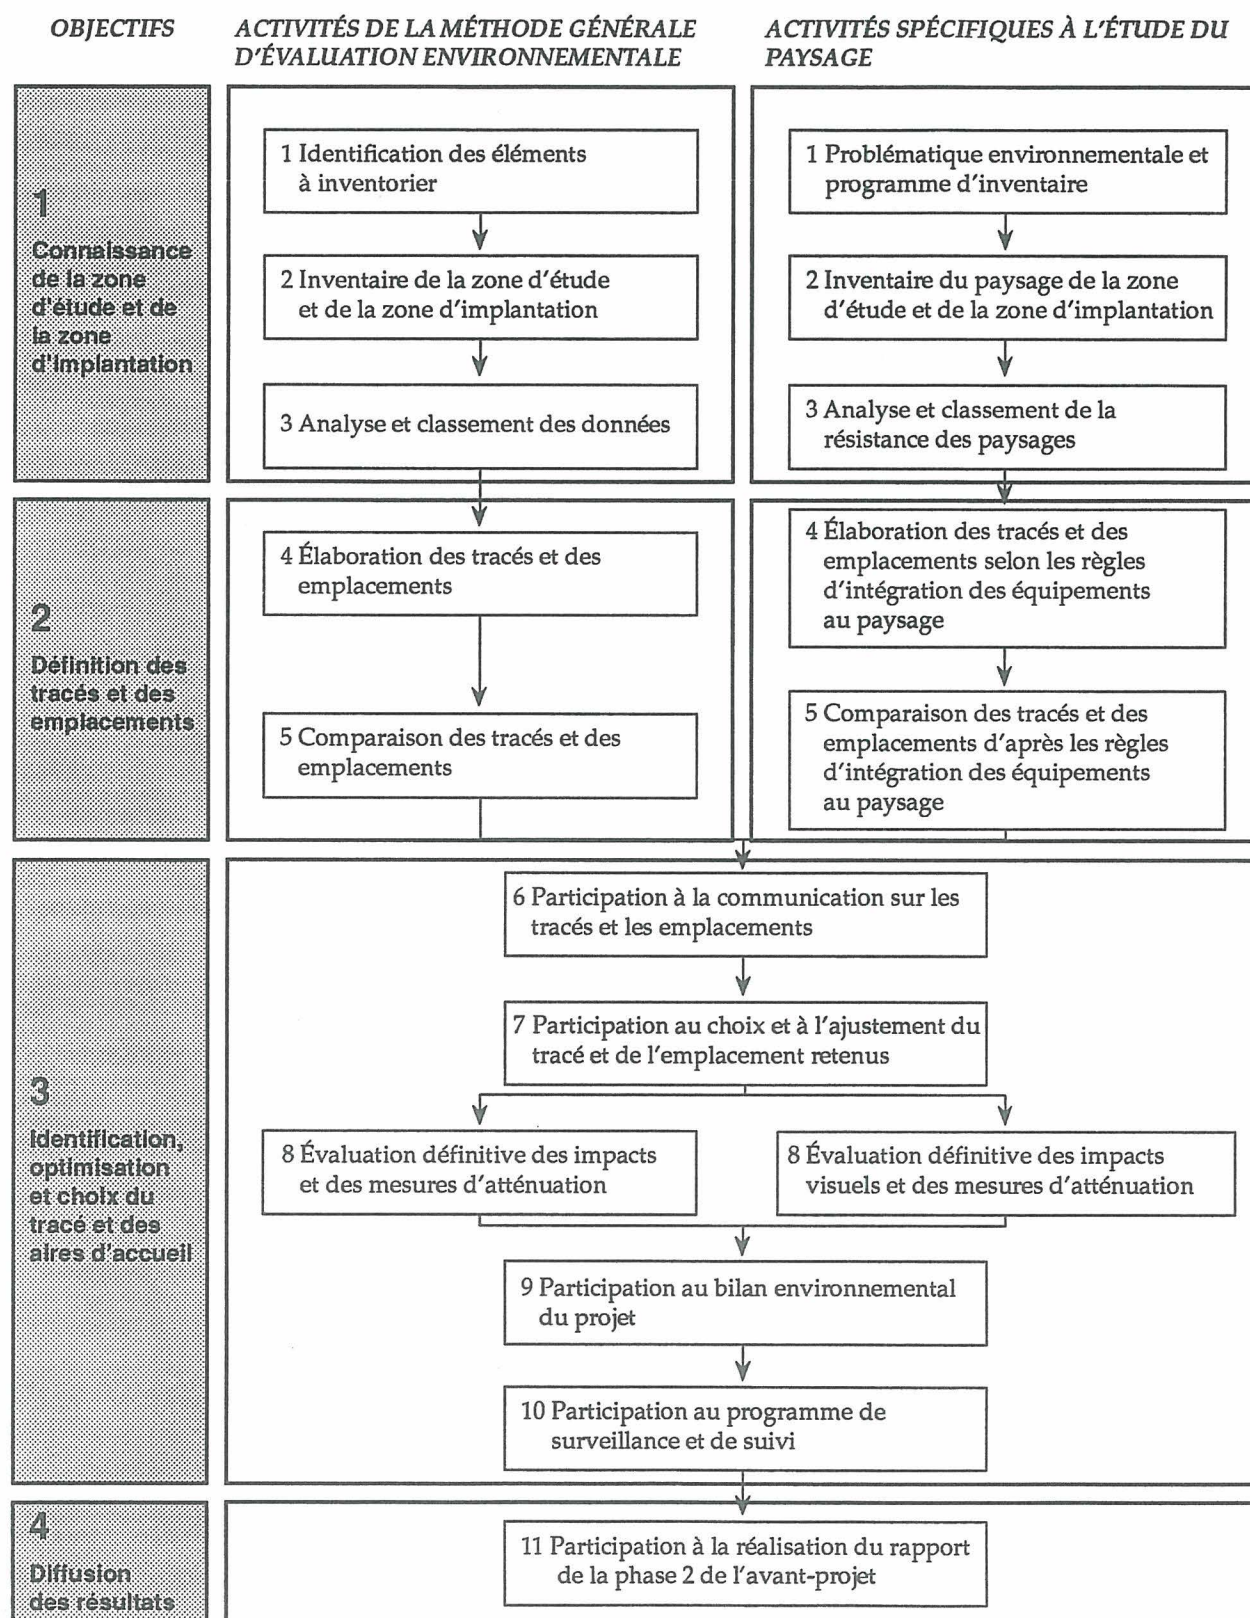 OBJECTIFS
ACTIVITÉS DE LA MÉTHODE GÉNÉRALE
D'ÉVALUATION ENVIRONNEMENTALE
ACTIVITÉS SPÉCIFIQUES À L'ÉTUDE DU
PAYSAGE
1
Connaissance
de la zone
d'étude et de
la zone
d'implantation
1 Identification des éléments
à inventorier
2 Inventaire de la zone d'étude
et de la zone d'implantation
3 Analyse et classement des données
1 Problématique environnementale et
programme d'inventaire
2 Inventaire du paysage de la zone
d'étude et de la zone d'implantation
3 Analyse et classement de la
résistance des paysages
2
Définition des
tracés et des
emplacements
4 Élaboration des tracés et des
emplacements
5 Comparaison des tracés et des
emplacements
4 Élaboration des tracés et des
emplacements selon les règles
d'intégration des équipements
au paysage
5 Comparaison des tracés et des
emplacements d'après les règles
d'intégration des équipements
au paysage
3
Identification,
optimisation
et choix du
tracé et des
aires d'accueil
6 Participation à la communication sur les
tracés et les emplacements
7 Participation au choix et à l'ajustement du
tracé et de l'emplacement retenus
8 Évaluation définitive des impacts
et des mesures d'atténuation
8 Évaluation définitive des impacts
visuels et des mesures d'atténuation
9 Participation au bilan environnemental
du projet
10 Participation au programme de
surveillance et de suivi
4
Diffusion
des résultats
11 Participation à la réalisation du rapport
de la phase 2 de l'avant-projet